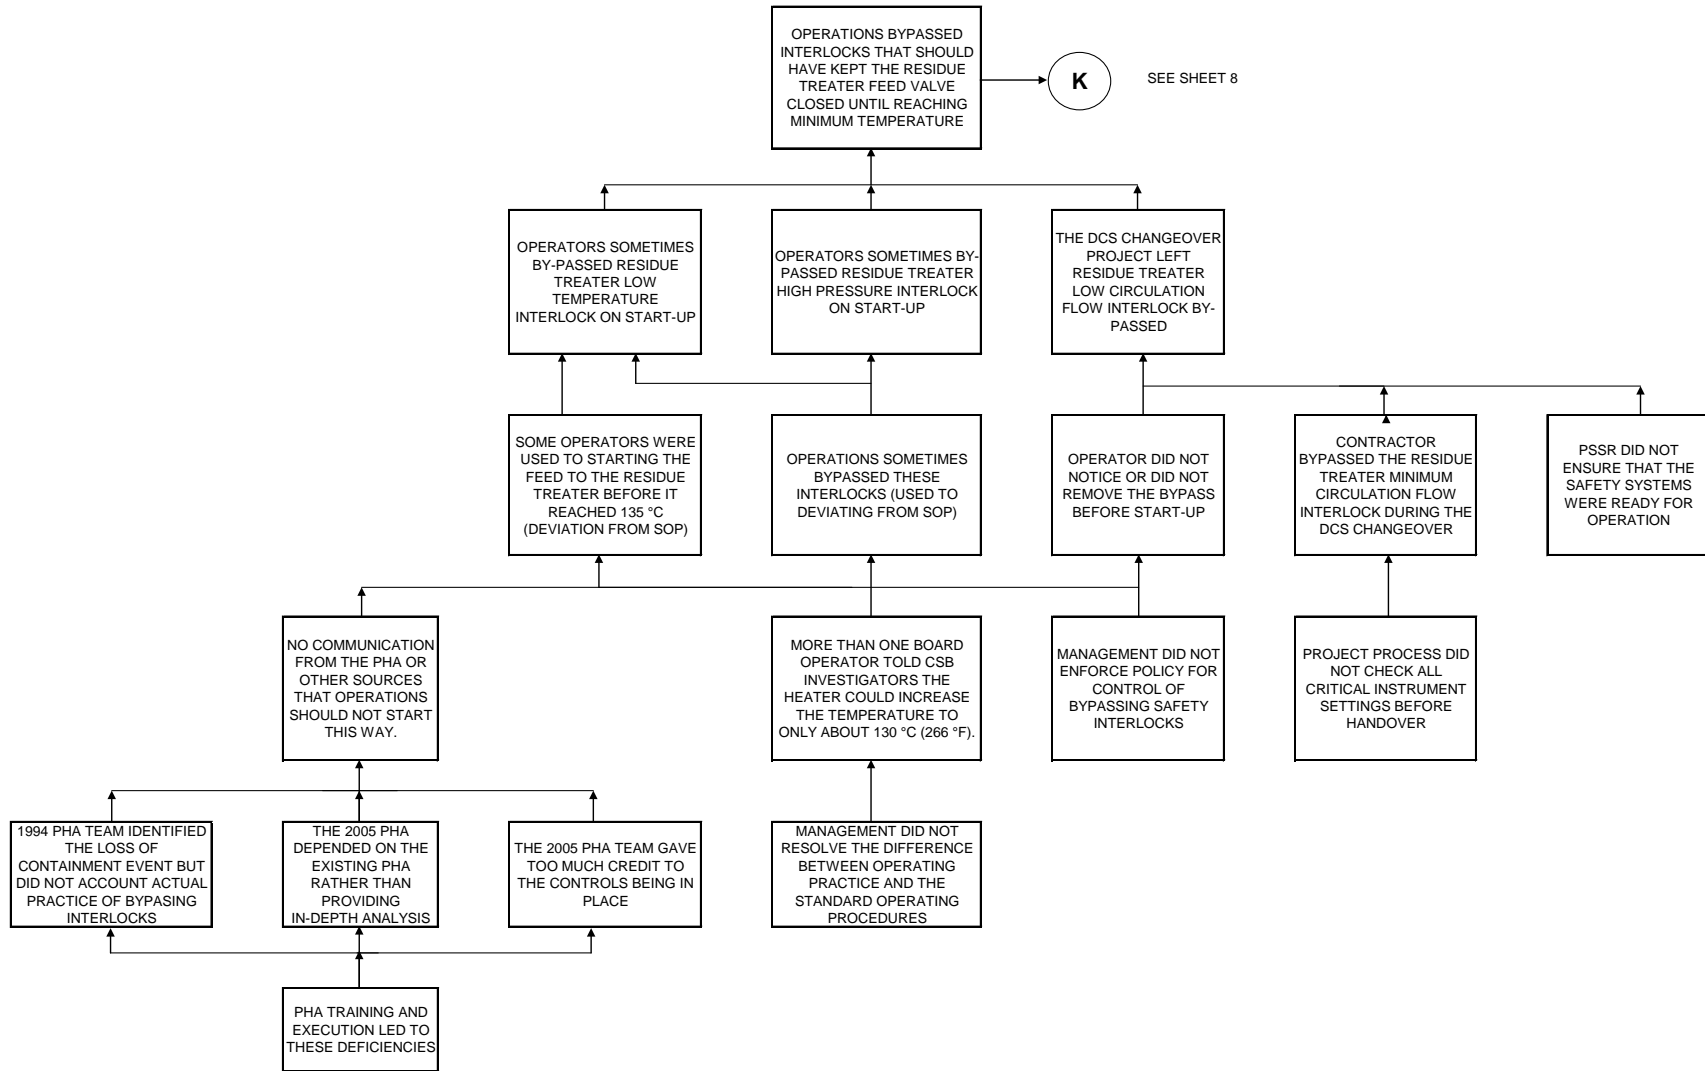 OPERATIONS BYPASSED
INTERLOCKS THAT SHOULD
HAVE KEPT THE RESIDUE
TREATER FEED VALVE
CLOSED UNTIL REACHING
MINIMUM TEMPERATURE
K
SEE SHEET 8
OPERATORS SOMETIMES
BY-PASSED RESIDUE
TREATER LOW
TEMPERATURE
INTERLOCK ON START-UP
OPERATORS SOMETIMES BY-
PASSED RESIDUE TREATER
HIGH PRESSURE INTERLOCK
ON START-UP
THE DCS CHANGEOVER
PROJECT LEFT
RESIDUE TREATER
LOW CIRCULATION
FLOW INTERLOCK BY-
PASSED
SOME OPERATORS WERE
USED TO STARTING THE
FEED TO THE RESIDUE
TREATER BEFORE IT
REACHED 135 °C
(DEVIATION FROM SOP)
OPERATIONS SOMETIMES
BYPASSED THESE
INTERLOCKS (USED TO
DEVIATING FROM SOP)
OPERATOR DID NOT
NOTICE OR DID NOT
REMOVE THE BYPASS
BEFORE START-UP
CONTRACTOR
BYPASSED THE RESIDUE
TREATER MINIMUM
CIRCULATION FLOW
INTERLOCK DURING THE
DCS CHANGEOVER
PSSR DID NOT
ENSURE THAT THE
SAFETY SYSTEMS
WERE READY FOR
OPERATION
NO COMMUNICATION
FROM THE PHA OR
OTHER SOURCES
THAT OPERATIONS
SHOULD NOT START
THIS WAY.
MORE THAN ONE BOARD
OPERATOR TOLD CSB
INVESTIGATORS THE
HEATER COULD INCREASE
THE TEMPERATURE TO
ONLY ABOUT 130 °C (266 °F).
MANAGEMENT DID NOT
ENFORCE POLICY FOR
CONTROL OF
BYPASSING SAFETY
INTERLOCKS
PROJECT PROCESS DID
NOT CHECK ALL
CRITICAL INSTRUMENT
SETTINGS BEFORE
HANDOVER
1994 PHA TEAM IDENTIFIED
THE LOSS OF
CONTAINMENT EVENT BUT
DID NOT ACCOUNT ACTUAL
PRACTICE OF BYPASING
INTERLOCKS
THE 2005 PHA
DEPENDED ON THE
EXISTING PHA
RATHER THAN
PROVIDING
IN-DEPTH ANALYSIS
THE 2005 PHA TEAM GAVE
TOO MUCH CREDIT TO
THE CONTROLS BEING IN
PLACE
MANAGEMENT DID NOT
RESOLVE THE DIFFERENCE
BETWEEN OPERATING
PRACTICE AND THE
STANDARD OPERATING
PROCEDURES
PHA TRAINING AND
EXECUTION LED TO
THESE DEFICIENCIES